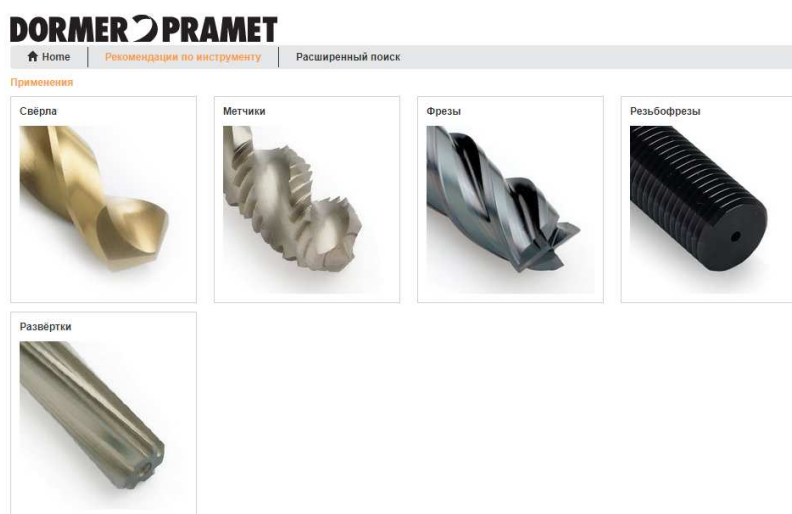 DORMER PRAMET
Home Рекомендации по инструменту Расширенный поиск
Применения
Свёрла Метчики Фрезы Резьбофрезы
Развёртки